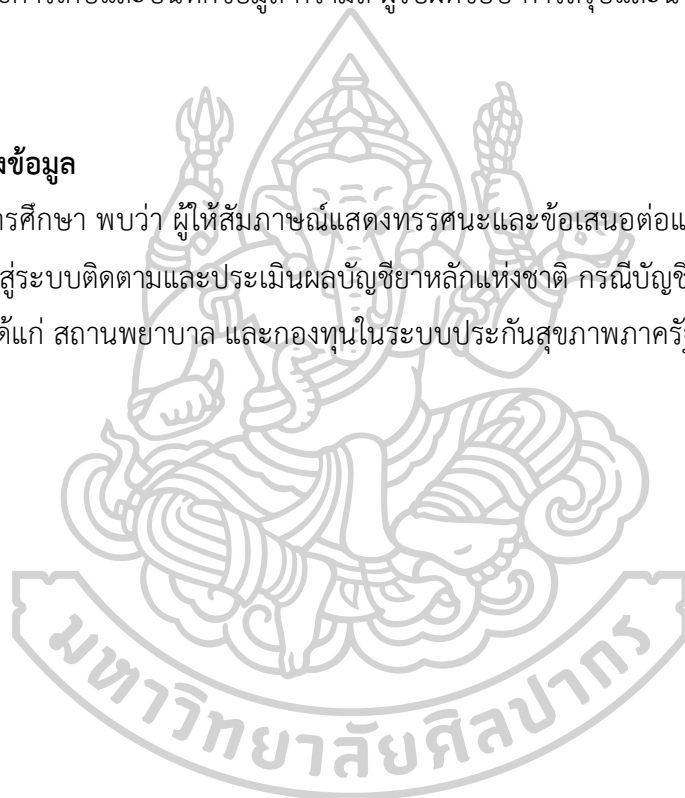 งข้อมูล
ารศึกษา พบว่า ผู้ให้สัมภาษณ์แสดงทรรศนะและข้อเสนอต่อแ
สู่ระบบติดตามและประเมินผลบัญชียาหลักแห่งชาติ กรณีบัญชี
ด้แก่ สถานพยาบาล และกองทุนในระบบประกันสุขภาพภาครัฐ
มหาวิทยาลัยศิลปากร